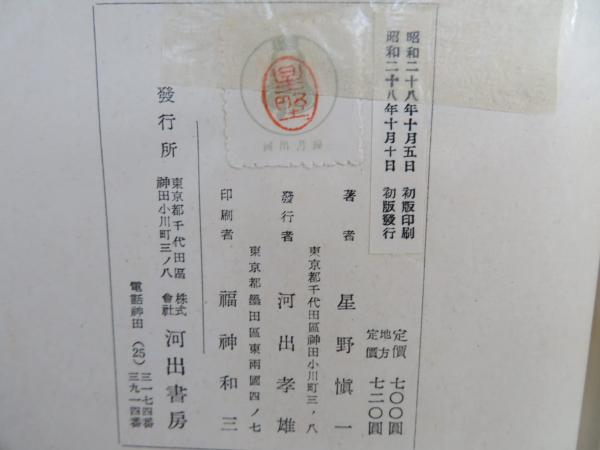 昭和二十八年十月五日 初版印刷
昭和二十八年十月十日 初版發行
定價 七〇〇圓
地方定價 七二〇圓
著者 星野愼一
東京都千代田區神田小川町三ノ八
發行者 河出孝雄
東京都墨田區東兩國四ノ七
印刷者 福神和三
發行所
東京都千代田區神田小川町三ノ八
株式會社 河出書房
電話神田(25)三一七四番
三九一四番